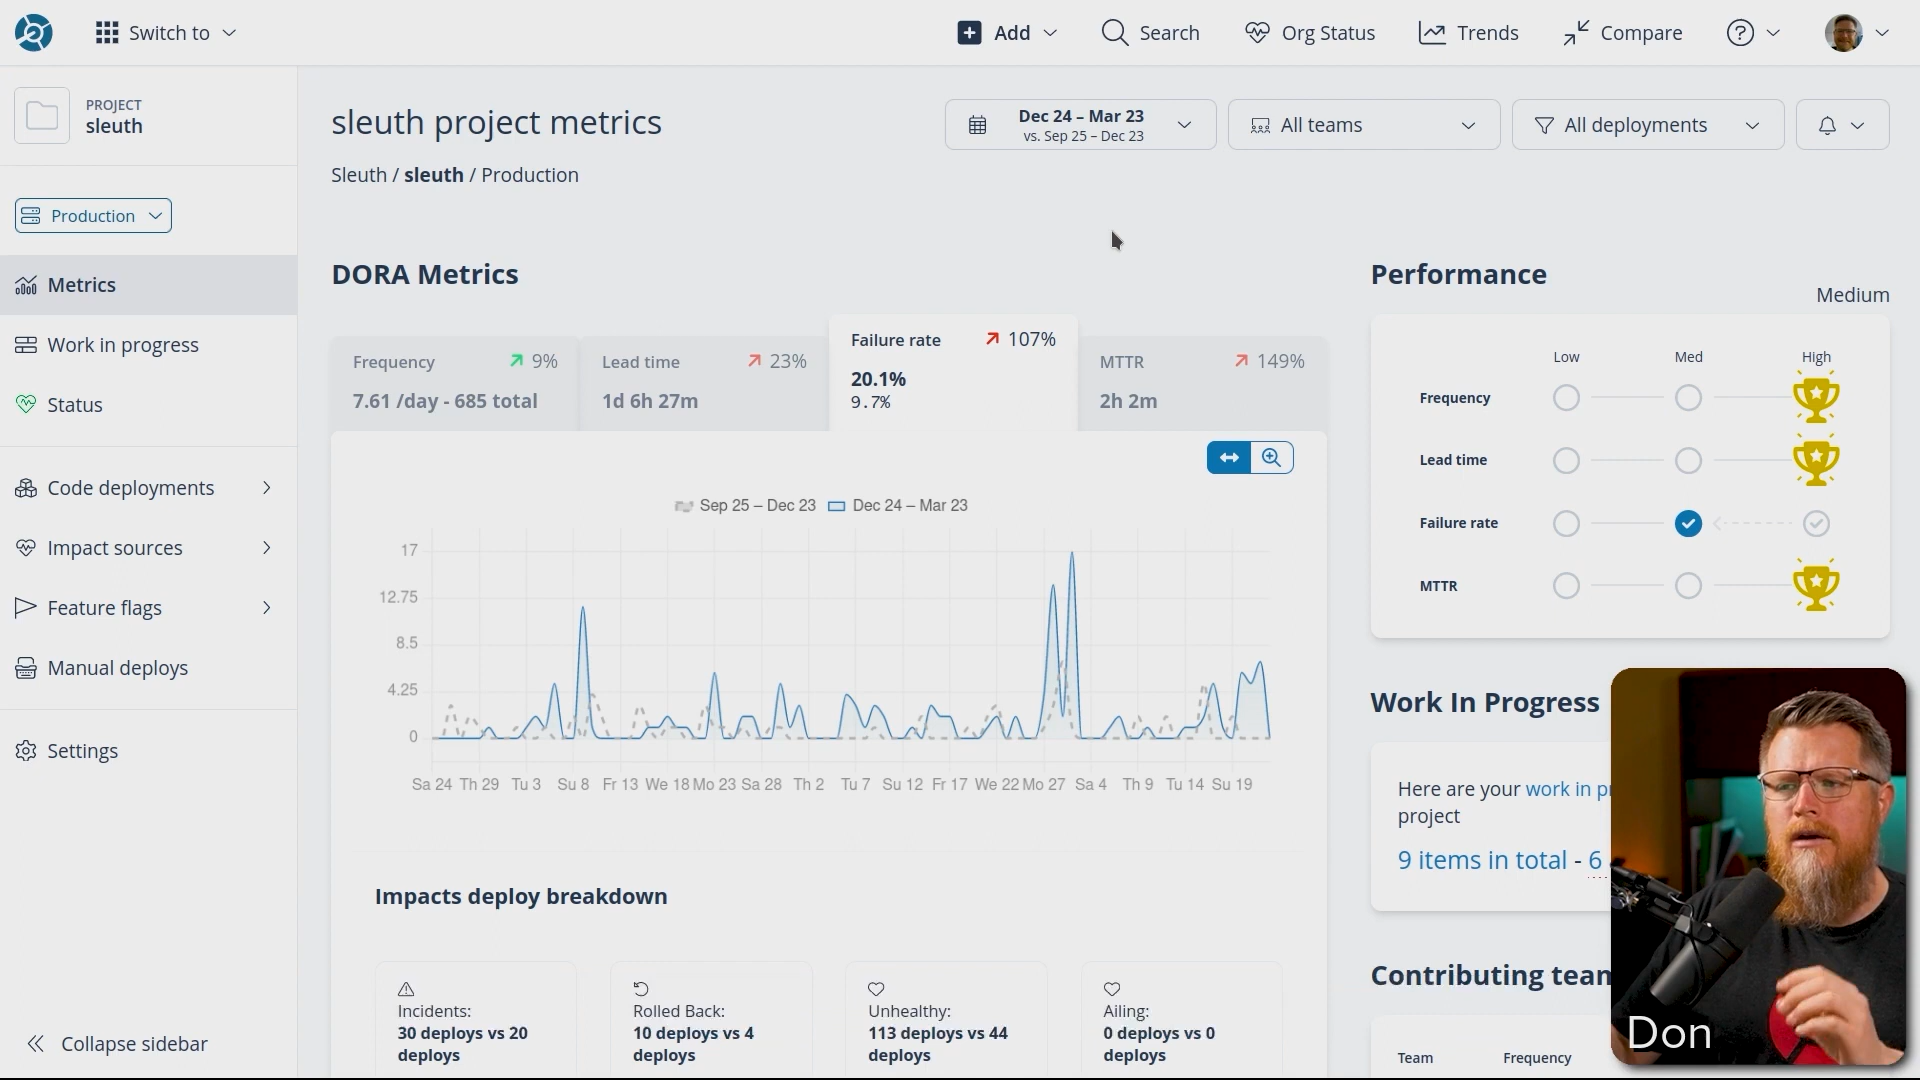 Switch to
Add
Search
Org Status
Trends
Compare
?
PROJECT
sleuth
Production
Metrics
Work in progress
Status
Code deployments
Impact sources
Feature flags
Manual deploys
Settings
Collapse sidebar
sleuth project metrics
Sleuth / sleuth / Production
Dec 24 – Mar 23
vs. Sep 25 – Dec 23
All teams
All deployments
DORA Metrics
Frequency 9%
7.61 /day - 685 total
Lead time 23%
1d 6h 27m
Failure rate 107%
20.1%
9.7%
MTTR 149%
2h 2m
Sep 25 – Dec 23 Dec 24 – Mar 23
17
12.75
8.5
4.25
0
Sa 24 Th 29 Tu 3 Su 8 Fr 13 We 18 Mo 23 Sa 28 Th 2 Tu 7 Su 12 Fr 17 We 22 Mo 27 Sa 4 Th 9 Tu 14 Su 19
Impacts deploy breakdown
Incidents:
30 deploys vs 20
deploys
Rolled Back:
10 deploys vs 4
deploys
Unhealthy:
113 deploys vs 44
deploys
Ailing:
0 deploys vs 0
deploys
Performance
Medium
Low Med High
Frequency
Lead time
Failure rate
MTTR
Work In Progress
Here are your work in
project
9 items in total - 6
Contributing
Team Frequency
Don